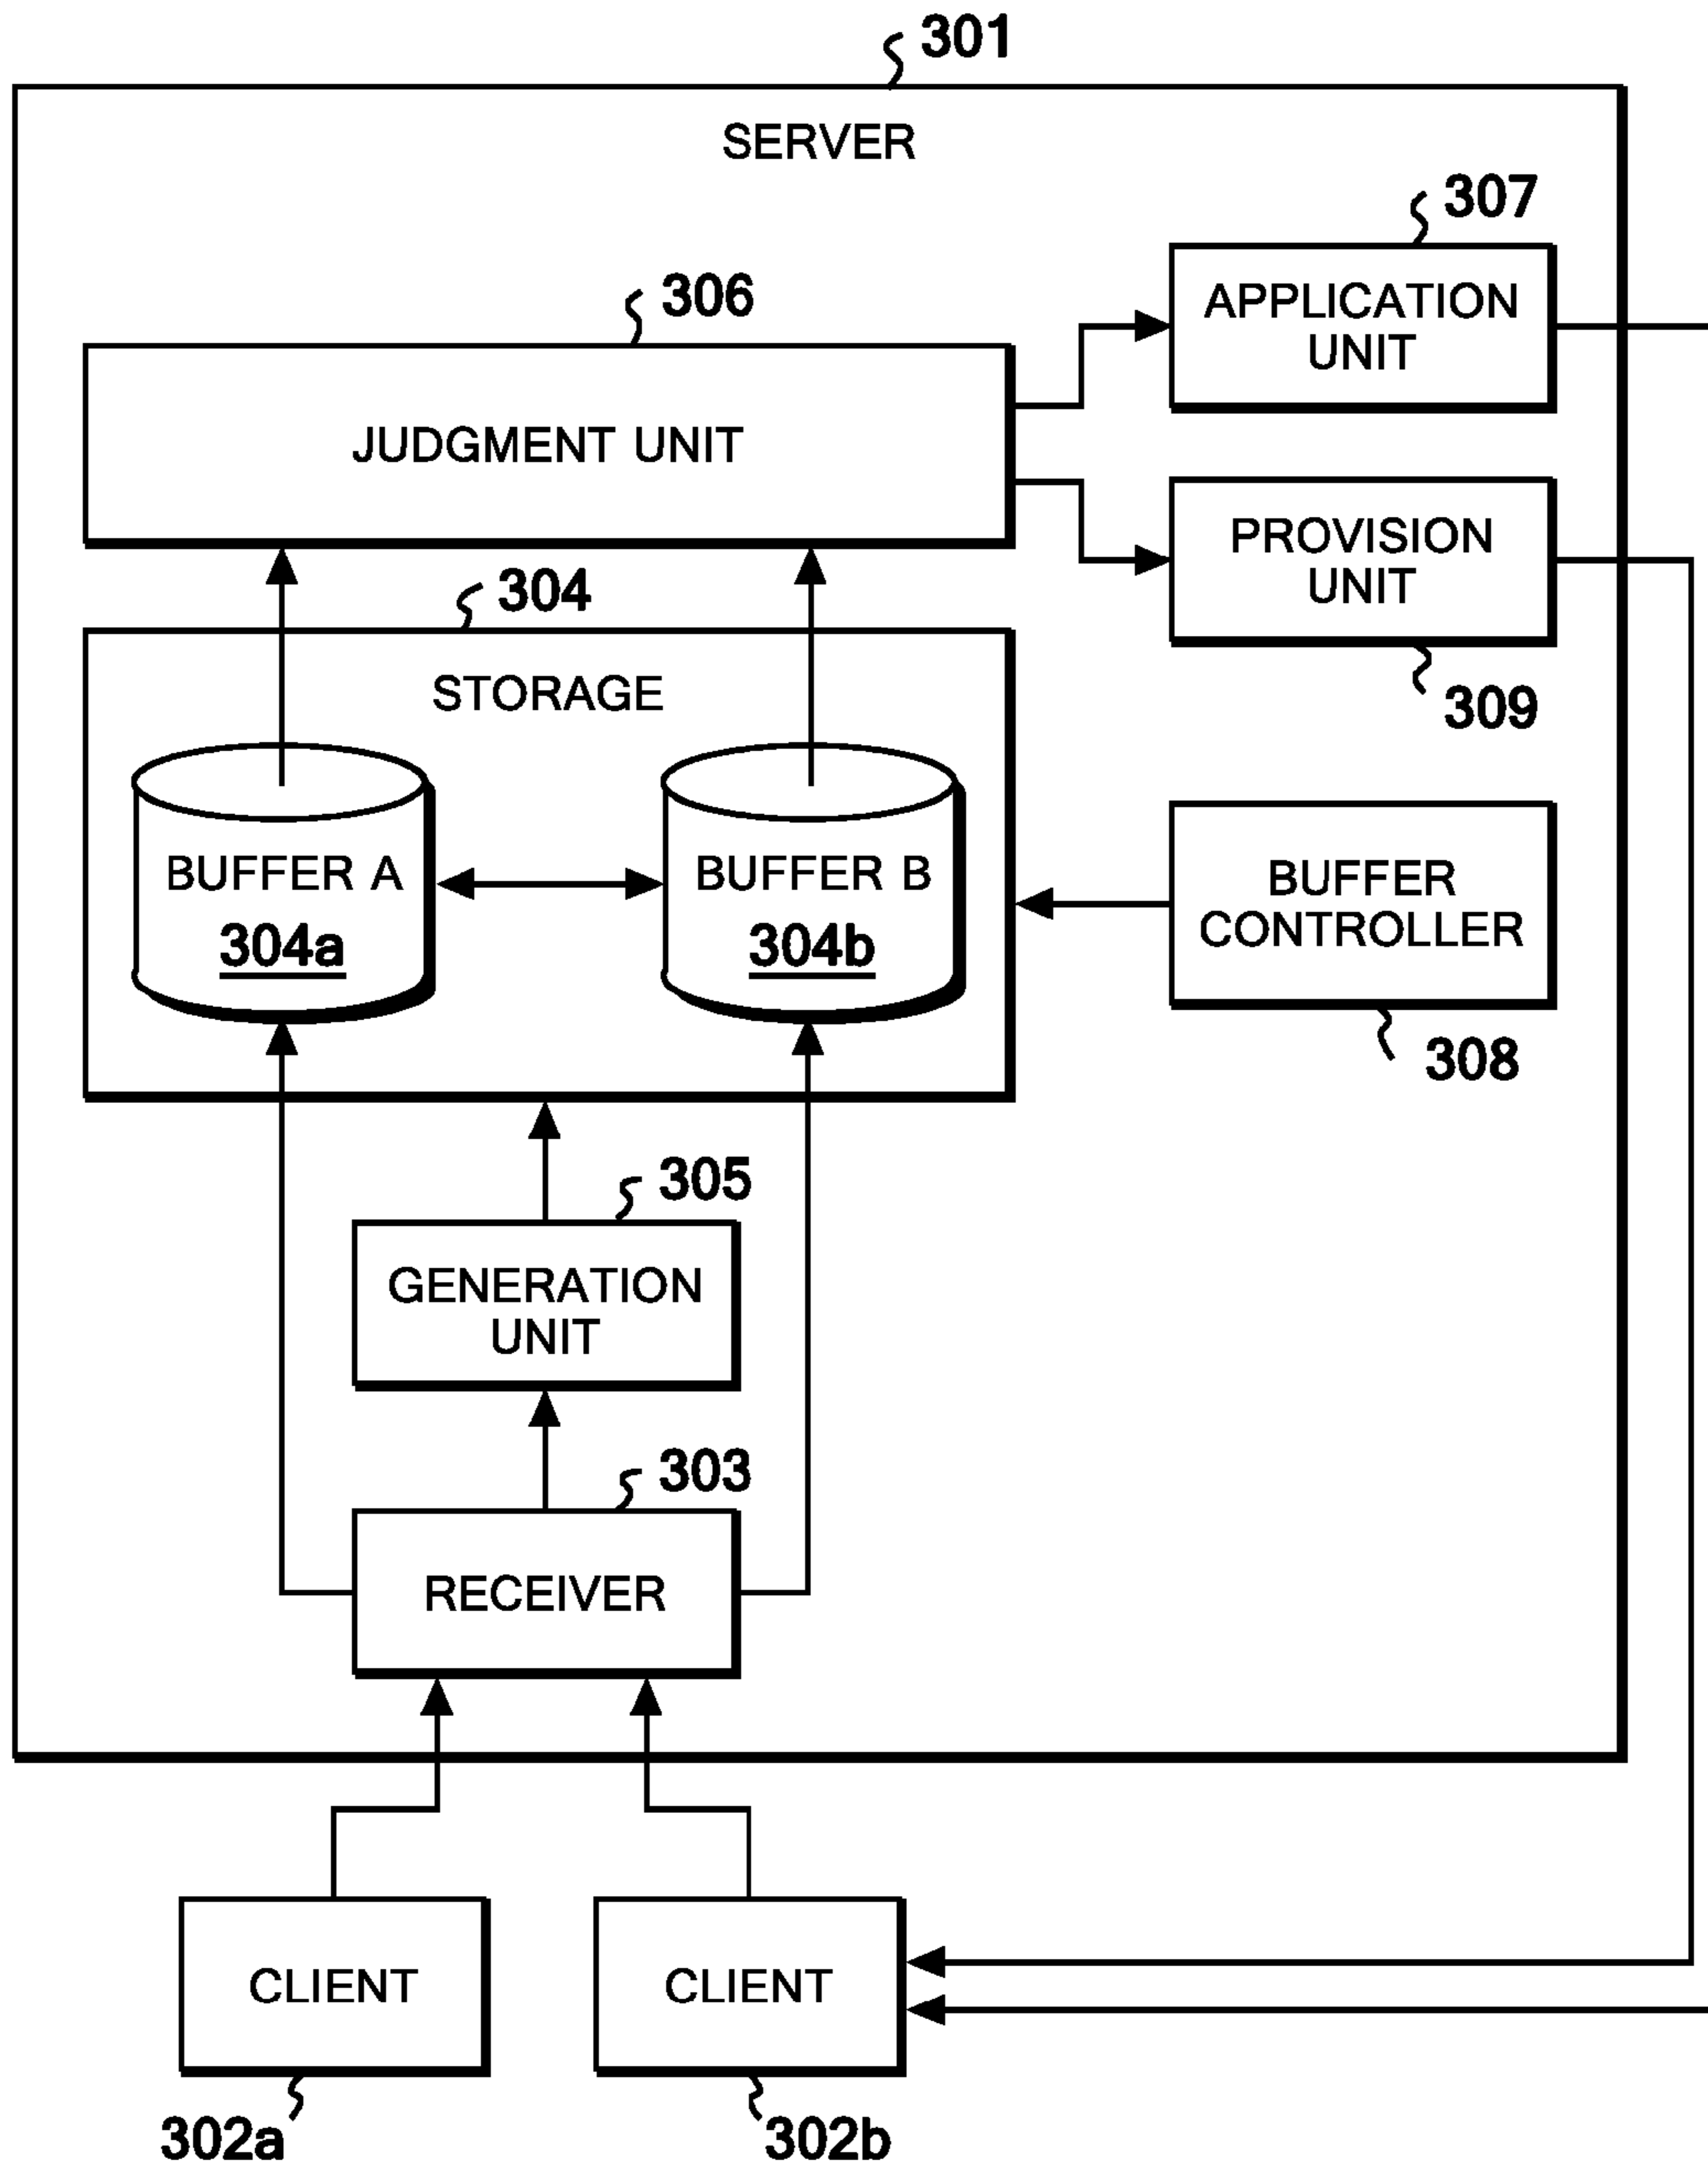 301
SERVER
307
APPLICATION
UNIT
306
JUDGMENT UNIT
PROVISION
UNIT
309
304
STORAGE
BUFFER A
304a
BUFFER B
304b
BUFFER
CONTROLLER
308
305
GENERATION
UNIT
303
RECEIVER
CLIENT
302a
CLIENT
302b